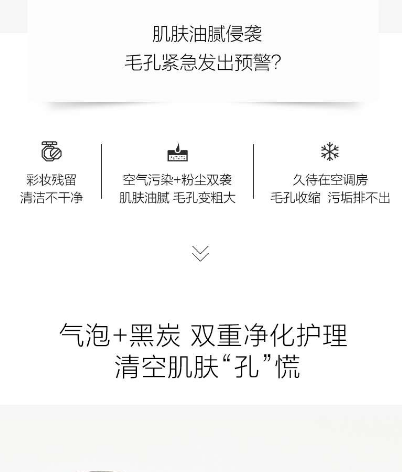 肌肤油腻侵袭
毛孔紧急发出预警?
彩妆残留
清洁不干净
空气污染+粉尘双袭
肌肤油腻 毛孔变粗大
久待在空调房
毛孔收缩 污垢排不出
气泡+黑炭 双重净化护理
清空肌肤“孔”慌